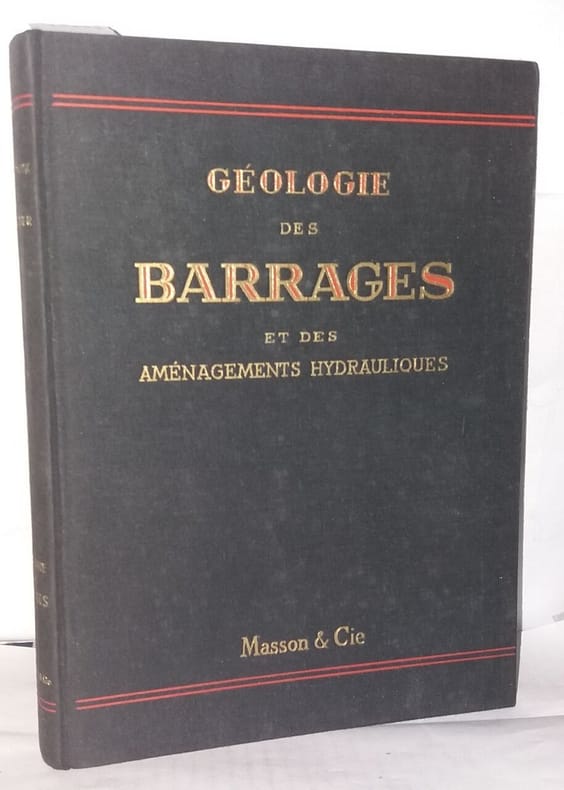 GÉOLOGIE
DES
BARRAGES
ET DES
AMÉNAGEMENTS HYDRAULIQUES
Masson & Cie